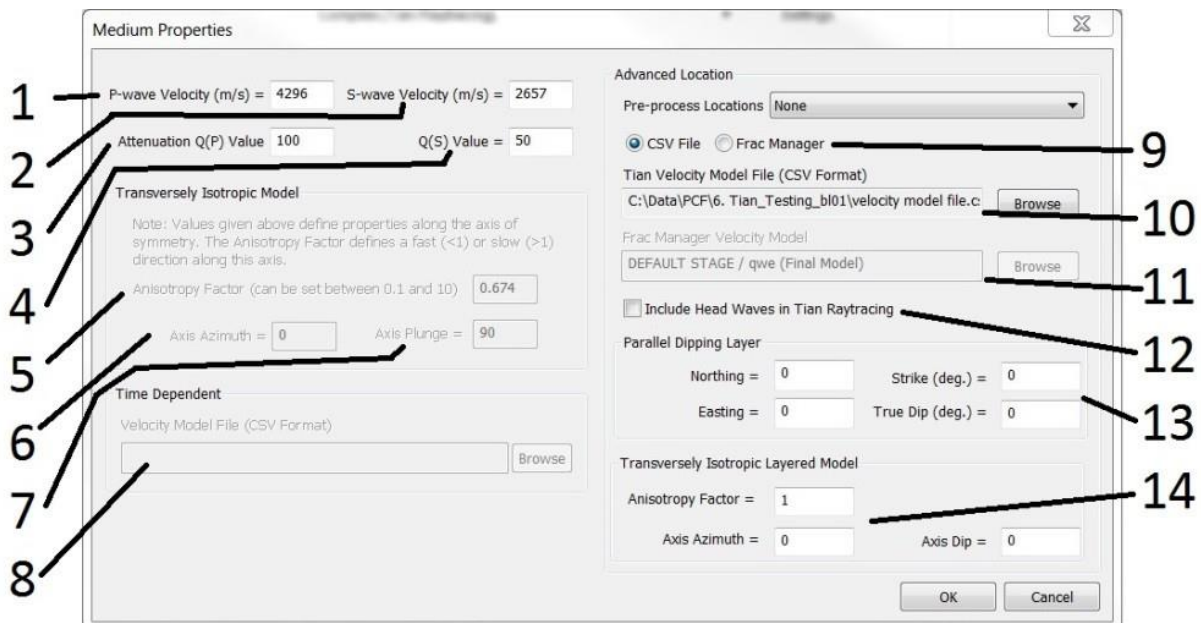 Medium Properties
P-wave Velocity (m/s) = 4296 S-wave Velocity (m/s) = 2657
Attenuation Q(P) Value 100 Q(S) Value = 50
Transversely Isotropic Model
Note: Values given above define properties along the axis of
symmetry. The Anisotropy Factor defines a fast (<1) or slow (>1)
direction along this axis.
Anisotropy Factor (can be set between 0.1 and 10) 0.674
Axis Azimuth = 0 Axis Plunge = 90
Time Dependent
Velocity Model File (CSV Format)
Browse
Advanced Location
Pre-process Locations None
CSV File Frac Manager
Tian Velocity Model File (CSV Format)
C:\Data\PCF\6. Tian_Testing_bl01\velocity model file.c Browse
Frac Manager Velocity Model
DEFAULT STAGE / qwe (Final Model) Browse
Include Head Waves in Tian Raytracing
Parallel Dipping Layer
Northing = 0 Strike (deg.) = 0
Easting = 0 True Dip (deg.) = 0
Transversely Isotropic Layered Model
Anisotropy Factor = 1
Axis Azimuth = 0 Axis Dip = 0
OK Cancel
1
2
3
4
5
6
7
8
9
10
11
12
13
14